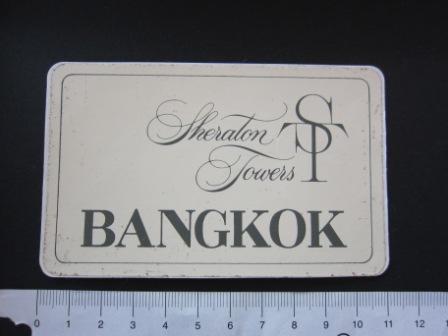 Sheraton
Towers
ST
BANGKOK
0 1 2 3 4 5 6 7 8 9 10 11 12